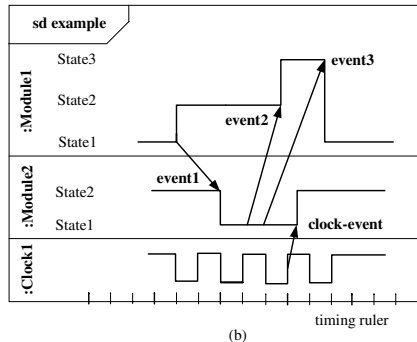 sd example
:Module1
State3
State2
State1
event1
event2
event3
:Module2
State2
State1
clock-event
:Clock1
timing ruler
(b)